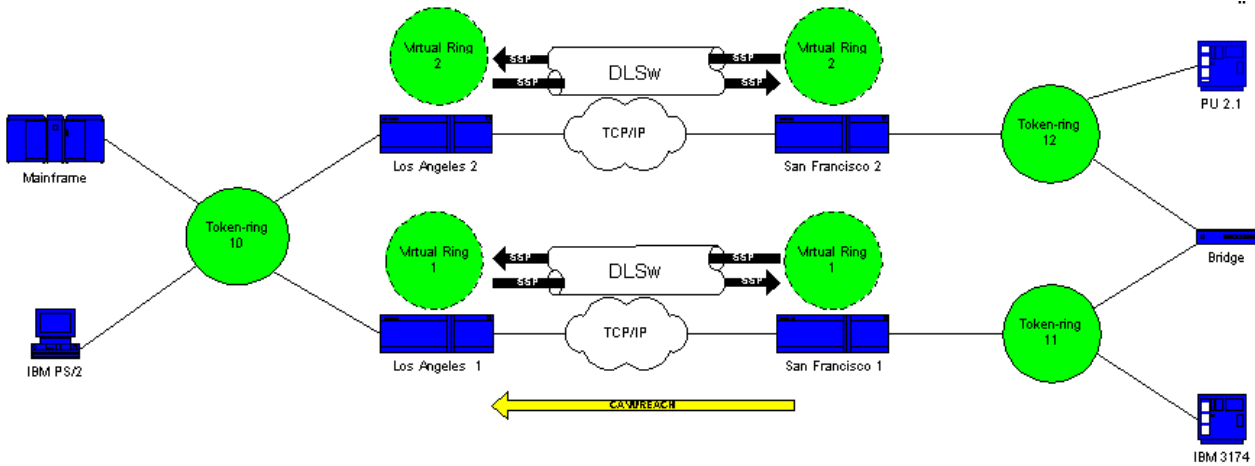 Virtual Ring
2
SSP
SSP
DLSw
SSP
SSP
Virtual Ring
2
PU 2.1
Mainframe
Los Angeles 2
TCP/IP
San Francisco 2
Token-ring
12
Token-ring
10
Virtual Ring
1
SSP
SSP
DLSw
SSP
SSP
Virtual Ring
1
Bridge
IBM PS/2
Los Angeles 1
TCP/IP
San Francisco 1
Token-ring
11
CANUREACH
IBM 3174